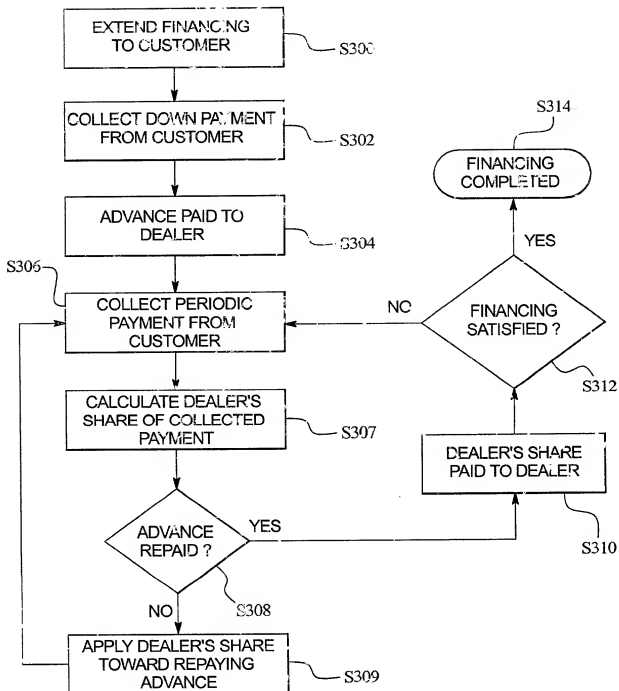 EXTEND FINANCING
TO CUSTOMER
S300
COLLECT DOWN PAYMENT
FROM CUSTOMER
S302
S314
FINANCING
COMPLETED
ADVANCE PAID TO
DEALER
S304
YES
S306
COLLECT PERIODIC
PAYMENT FROM
CUSTOMER
NO
FINANCING
SATISFIED ?
S312
CALCULATE DEALER'S
SHARE OF COLLECTED
PAYMENT
S307
DEALER'S SHARE
PAID TO DEALER
S310
ADVANCE
REPAID ?
YES
S308
NO
APPLY DEALER'S SHARE
TOWARD REPAYING
ADVANCE
S309